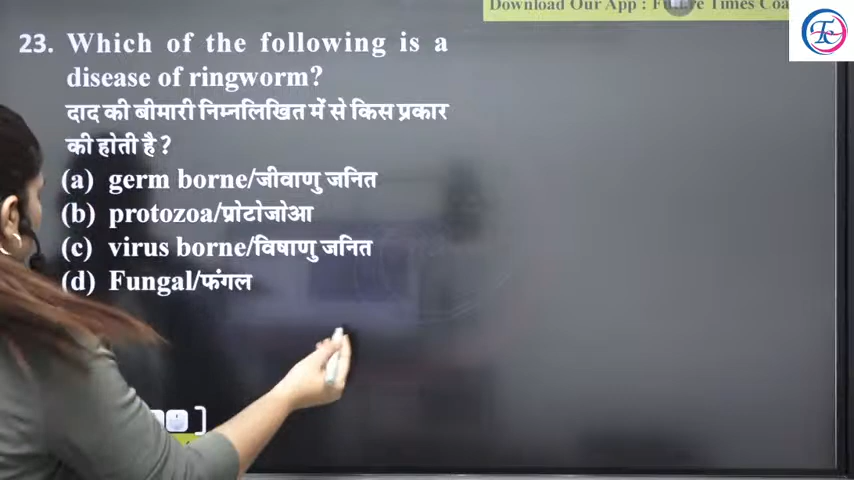 Download Our App : Future Times Coa
23. Which of the following is a
disease of ringworm?
दाद की बीमारी निम्नलिखित में से किस प्रकार
की होती है ?
(a) germ borne/जीवाणु जनित
(b) protozoa/प्रोटोजोआ
(c) virus borne/विषाणु जनित
(d) Fungal/फंगल